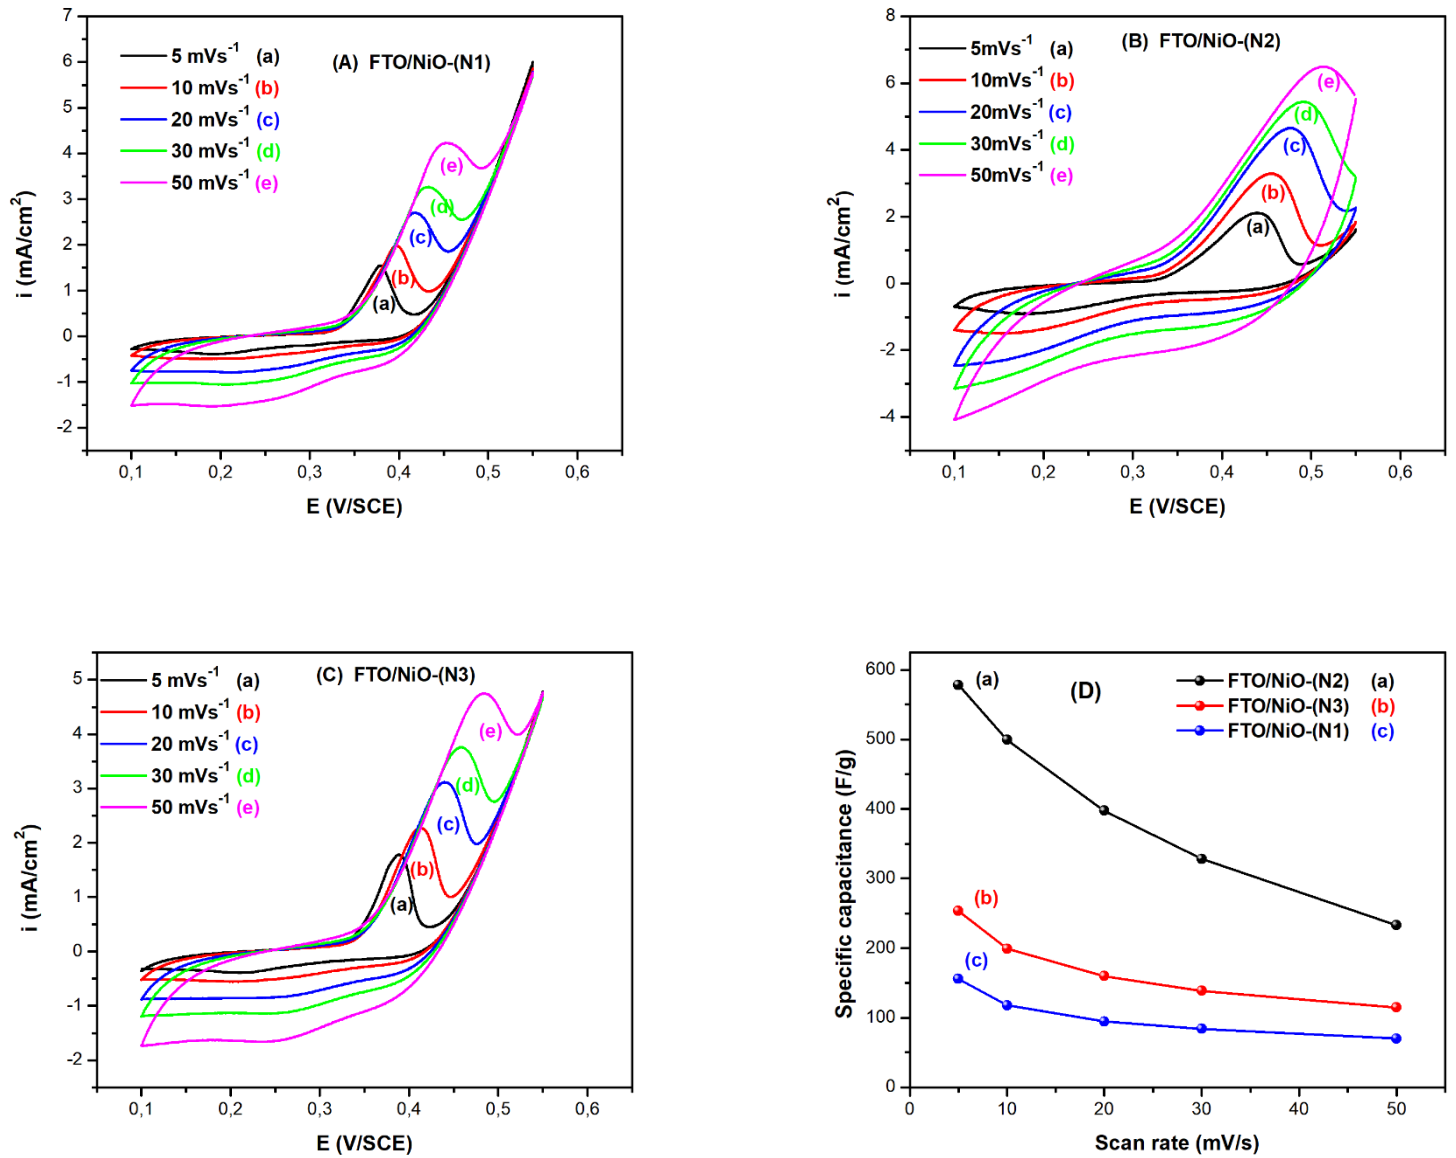 (A) FTO/NiO-(N1)
5 mVs⁻¹ (a)
10 mVs⁻¹ (b)
20 mVs⁻¹ (c)
30 mVs⁻¹ (d)
50 mVs⁻¹ (e)
(e)
(d)
(c)
(b)
(a)
7
6
5
4
3
2
1
0
-1
-2
i (mA/cm²)
0,1 0,2 0,3 0,4 0,5 0,6
E (V/SCE)
(B) FTO/NiO-(N2)
5mVs⁻¹ (a)
10mVs⁻¹ (b)
20mVs⁻¹ (c)
30mVs⁻¹ (d)
50mVs⁻¹ (e)
(e)
(d)
(c)
(b)
(a)
8
6
4
2
0
-2
-4
i (mA/cm²)
0,1 0,2 0,3 0,4 0,5 0,6
E (V/SCE)
(C) FTO/NiO-(N3)
5 mVs⁻¹ (a)
10 mVs⁻¹ (b)
20 mVs⁻¹ (c)
30 mVs⁻¹ (d)
50 mVs⁻¹ (e)
(e)
(d)
(c)
(b)
(a)
5
4
3
2
1
0
-1
-2
i (mA/cm²)
0,1 0,2 0,3 0,4 0,5 0,6
E (V/SCE)
(D)
FTO/NiO-(N2) (a)
FTO/NiO-(N3) (b)
FTO/NiO-(N1) (c)
(a)
(b)
(c)
600
500
400
300
200
100
0
Specific capacitance (F/g)
0 10 20 30 40 50
Scan rate (mV/s)